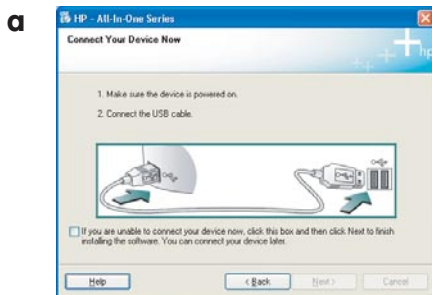 a
HP - All-In-One Series
Connect Your Device Now
hp
1. Make sure the device is powered on.
2. Connect the USB cable.
If you are unable to connect your device now, click this box and then click Next to finish
installing the software. You can connect your device later.
Help
< Back
Next >
Cancel